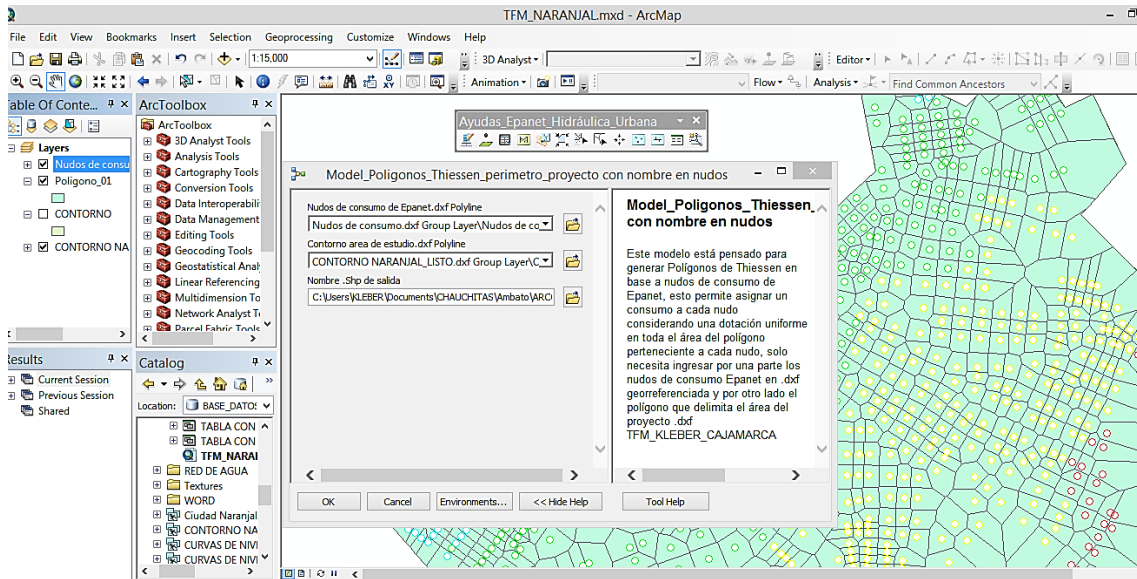 TFM_NARANJAL.mxd - ArcMap
File Edit View Bookmarks Insert Selection Geoprocessing Customize Windows Help
1:15,000
3D Analyst
Editor
Animation
Flow
Analysis
Find Common Ancestors
Table Of Conte...
Layers
Nudos de consu
Poligono_01
CONTORNO
CONTORNO NA
ArcToolbox
ArcToolbox
3D Analyst Tools
Analysis Tools
Cartography Tools
Conversion Tools
Data Interoperabili
Data Management
Editing Tools
Geocoding Tools
Geostatistical Anal
Linear Referencing
Multidimension To
Network Analyst T
Parcel Fabric Tools
Results
Current Session
Previous Session
Shared
Catalog
Location: BASE_DATO
TABLA CON
TABLA CON
TFM_NARAI
RED DE AGUA
Textures
WORD
Ciudad Naranjal
CONTORNO NA
CURVAS DE NIVI
CURVAS DE NIVI
Ayudas_Epanet_Hidráulica_Urbana
Model_Poligonos_Thiessen_perimetro_proyecto con nombre en nudos
Nudos de consumo de Epanet.dxf Polyline
Nudos de consumo.dxf Group Layer\Nudos de co
Contorno area de estudio.dxf Polyline
CONTORNO NARANJAL_LISTO.dxf Group Layer\C
Nombre .Shp de salida
C:\Users\KLEBER\Documents\CHAUCHITAS\Ambato\ARC
OK
Cancel
Environments...
<< Hide Help
Tool Help
Model_Poligonos_Thiessen_
con nombre en nudos
Este modelo está pensado para
generar Polígonos de Thiessen en
base a nudos de consumo de
Epanet, esto permite asignar un
consumo a cada nudo
considerando una dotación uniforme
en toda el área del polígono
perteneciente a cada nudo, solo
necesita ingresar por una parte los
nudos de consumo Epanet en .dxf
georreferenciada y por otro lado el
polígono que delimita el área del
proyecto .dxf
TFM_KLEBER_CAJAMARCA